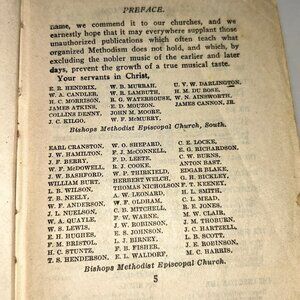 PREFACE.
name, we commend it to our churches, and we
earnestly hope that it may everywhere supplant those
unauthorized publications which often teach what
organized Methodism does not hold, and which, by
excluding the nobler music of the earlier and later
days, prevent the growth of a true musical taste.
Your servants in Christ,
E. R. HENDRIX, W. B. MURRAH, U. V. W. DARLINGTON,
W. A. CANDLER, W. R. LAMBUTH, H. M. DU BOSE,
H. C. MORRISON, R. G. WATERHOUSE, W. N. AINSWORTH,
JAMES ATKINS, E. D. MOUZON, JAMES CANNON, JR.
COLLINS DENNY, JOHN M. MOORE,
J. C. KILGO, W. F. McMURRY,
Bishops Methodist Episcopal Church, South.
EARL CRANSTON, W. O. SHEPARD, C. E. LOCKE,
J. W. HAMILTON, F. J. McCONNELL, E. G. RICHARDSON,
J. F. BERRY, F. D. LEETE, C. W. BURNS,
W. F. McDOWELL, R. J. COOKE, ANTON BAST,
J. W. BASHFORD, W. P. THIRKIELD, EDGAR BLAKE,
WILLIAM BURT, HERBERT WELCH, E. G. HUGHES,
L. B. WILSON, THOMAS NICHOLSON, F. T. KEENEY,
T. B. NEELY, A. W. LEONARD, H. L. SMITH,
W. F. ANDERSON, W. F. OLDHAM, C. L. MEAD,
J. L. NUELSEN, C. B. MITCHELL, R. E. JONES,
W. A. QUAYLE, F. W. WARNE, M. W. CLAIR,
W. S. LEWIS, J. W. ROBINSON, J. M. THOBURN,
E. H. HUGHES, E. S. JOHNSON, J. C. HARTZELL,
F. M. BRISTOL, L. J. BIRNEY, C. B. SCOTT,
H. C. STUNTZ, F. B. FISHER, J. E. ROBINSON,
T. S. HENDERSON, E. L. WALDORF, M. C. HARRIS,
Bishops Methodist Episcopal Church.
5